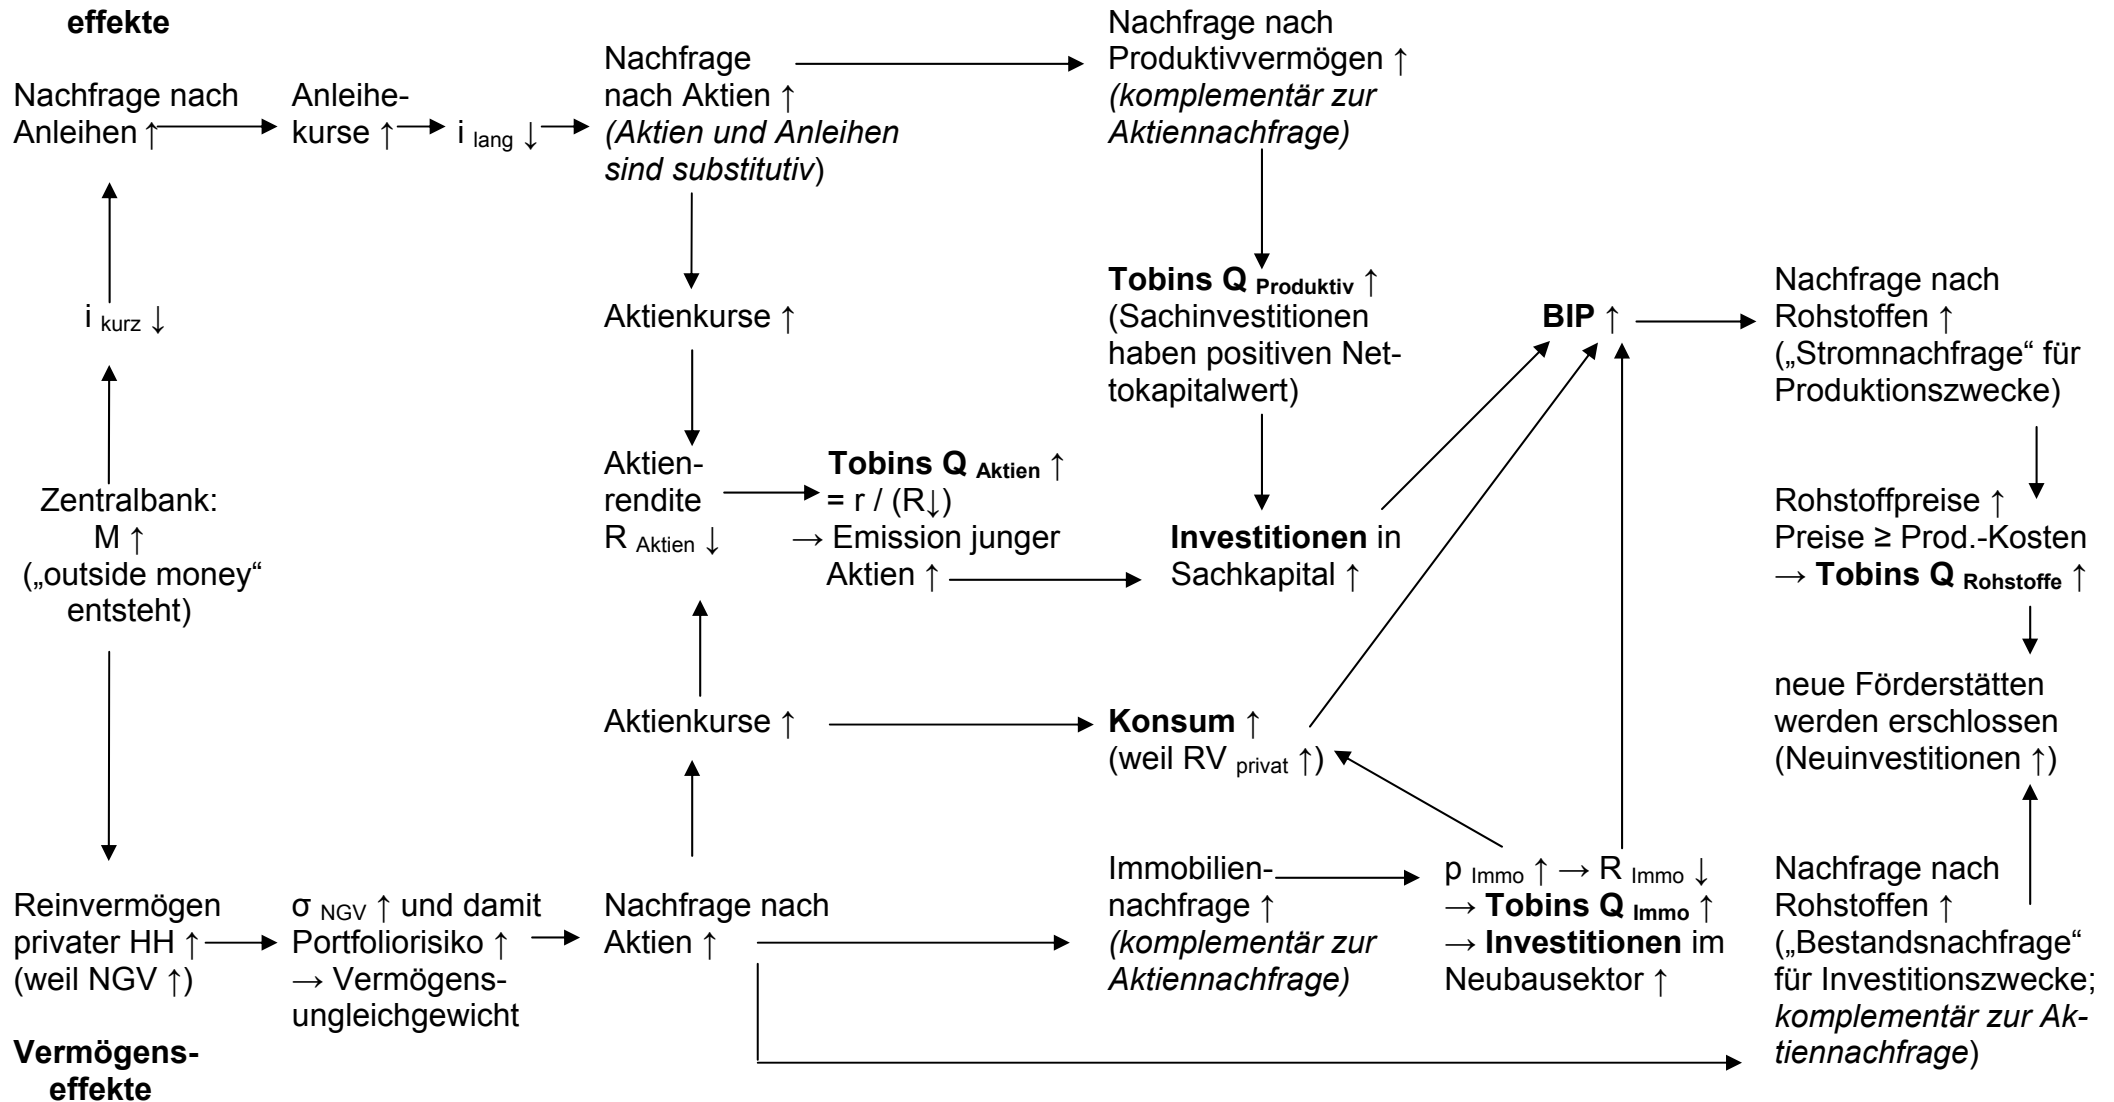 effekte
Nachfrage nach
Anleihen ↑
Anleihe-
kurse ↑
i lang ↓
Nachfrage
nach Aktien ↑
(Aktien und Anleihen
sind substitutiv)
Nachfrage nach
Produktivvermögen ↑
(komplementär zur
Aktiennachfrage)
i kurz ↓
Aktienkurse ↑
Tobins Q Produktiv ↑
(Sachinvestitionen
haben positiven Net-
tokapitalwert)
BIP ↑
Nachfrage nach
Rohstoffen ↑
(„Stromnachfrage“ für
Produktionszwecke)
Zentralbank:
M ↑
(„outside money“
entsteht)
Aktien-
rendite
R Aktien ↓
Tobins Q Aktien ↑
= r / (R↓)
→ Emission junger
Aktien ↑
Investitionen in
Sachkapital ↑
Rohstoffpreise ↑
Preise ≥ Prod.-Kosten
→ Tobins Q Rohstoffe ↑
Aktienkurse ↑
Konsum ↑
(weil RV privat ↑)
neue Förderstätten
werden erschlossen
(Neuinvestitionen ↑)
Reinvermögen
privater HH ↑
(weil NGV ↑)
σ NGV ↑ und damit
Portfoliorisiko ↑
→ Vermögens-
ungleichgewicht
Nachfrage nach
Aktien ↑
Immobilien-
nachfrage ↑
(komplementär zur
Aktiennachfrage)
p Immo ↑ → R Immo ↓
→ Tobins Q Immo ↑
→ Investitionen im
Neubausektor ↑
Nachfrage nach
Rohstoffen ↑
(„Bestandsnachfrage“
für Investitionszwecke;
komplementär zur Ak-
tiennachfrage)
Vermögens-
effekte